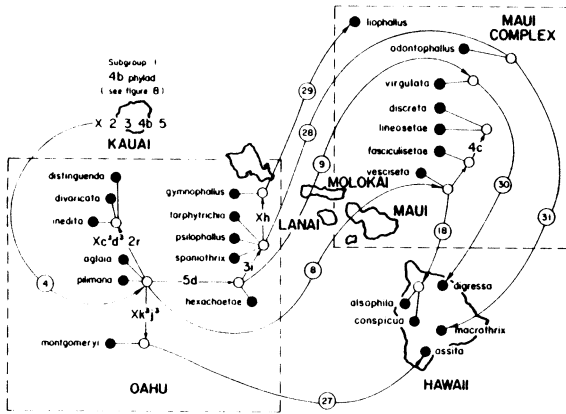 Subgroup I
4b phylad
( see figure 8 )
X 2 3 4b 5
KAUAI
liophallus
MAUI
COMPLEX
odontophallus
virgulata
discreta
lineosetae
fasciculisetae
4c
vesciseta
MOLOKAI
LANAI
MAUI
29
28
9
8
30
31
18
distinguenda
divaricata
inedita
Xc³d³ 2r
aglaia
pilimana
4
gymnophallus
tarphytrichia
Xh
psilophallus
spaniothrix
3i
5d
hexachaetae
Xk³j³
montgomeryi
OAHU
27
digressa
alsophila
conspicua
macrothrix
assita
HAWAII